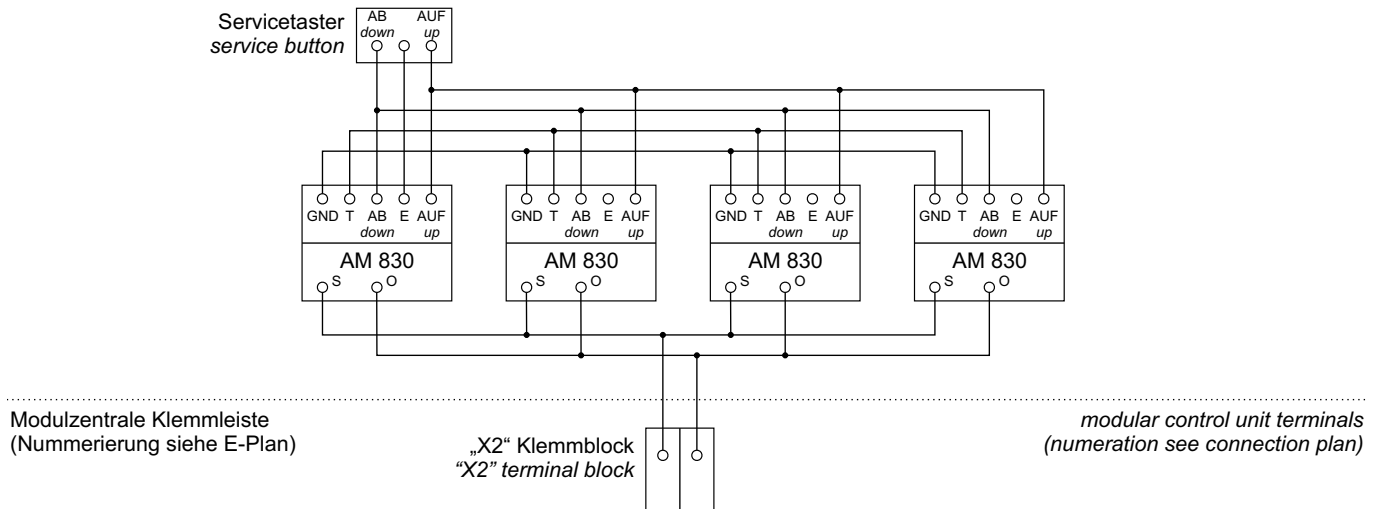 Servicetaster
service button
AB AUF
down up
GND T AB E AUF
down up
AM 830
S O
GND T AB E AUF
down up
AM 830
S O
GND T AB E AUF
down up
AM 830
S O
GND T AB E AUF
down up
AM 830
S O
Modulzentrale Klemmleiste
(Nummerierung siehe E-Plan)
modular control unit terminals
(numeration see connection plan)
„X2“ Klemmblock
“X2” terminal block